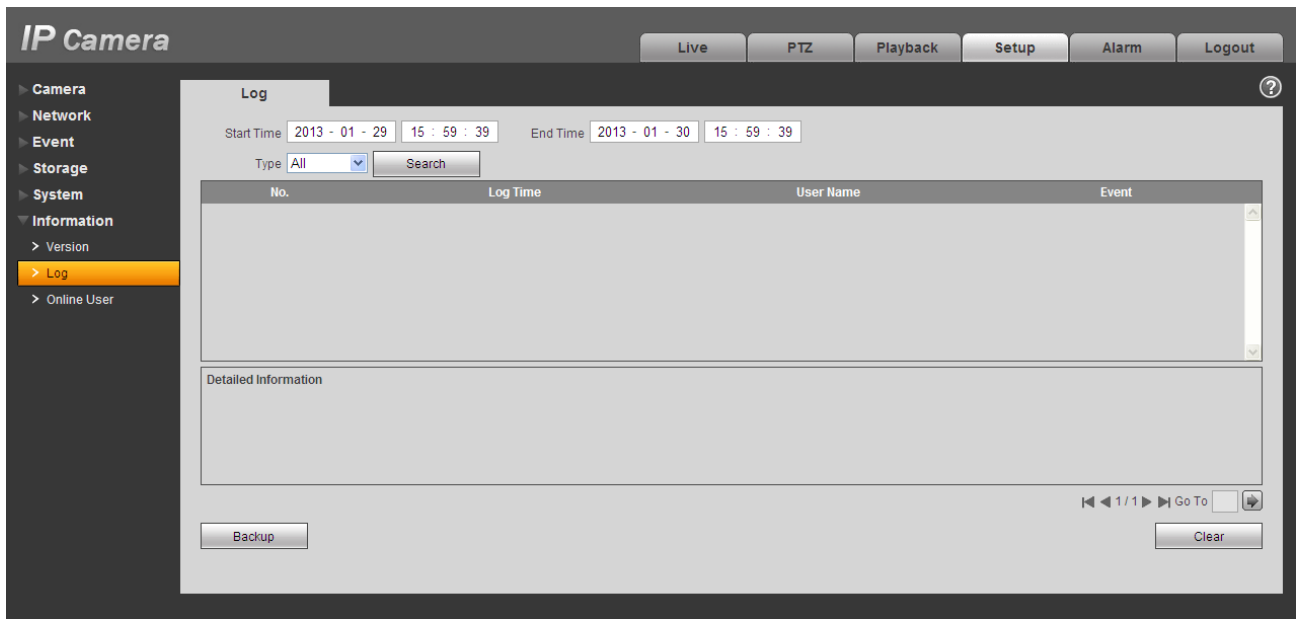 IP Camera
Live PTZ Playback Setup Alarm Logout
Camera
Network
Event
Storage
System
Information
> Version
> Log
> Online User
Log
?
Start Time 2013 - 01 - 29 15 : 59 : 39 End Time 2013 - 01 - 30 15 : 59 : 39
Type All Search
No. Log Time User Name Event
Detailed Information
1 / 1 Go To
Backup Clear